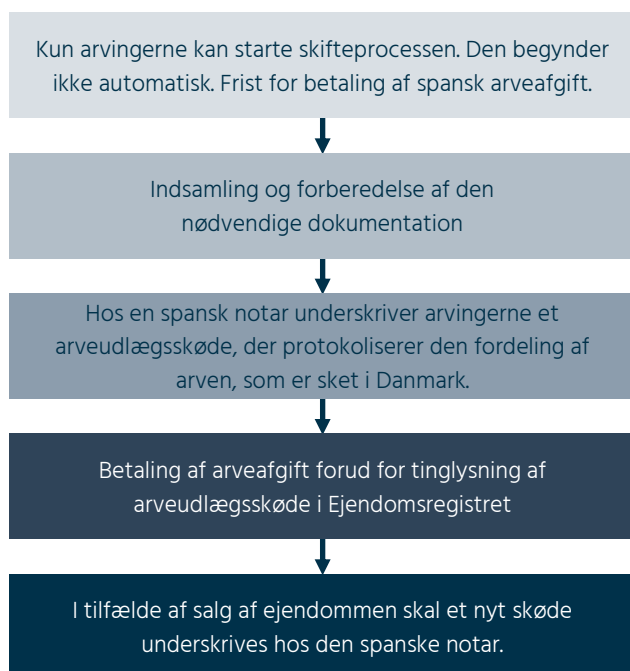 Kun arvingerne kan starte skifteprocessen. Den begynder
ikke automatisk. Frist for betaling af spansk arveafgift.
Indsamling og forberedelse af den
nødvendige dokumentation
Hos en spansk notar underskriver arvingerne et
arveudlægsskøde, der protokoliserer den fordeling af
arven, som er sket i Danmark.
Betaling af arveafgift forud for tinglysning af
arveudlægsskøde i Ejendomsregistret
I tilfælde af salg af ejendommen skal et nyt skøde
underskrives hos den spanske notar.